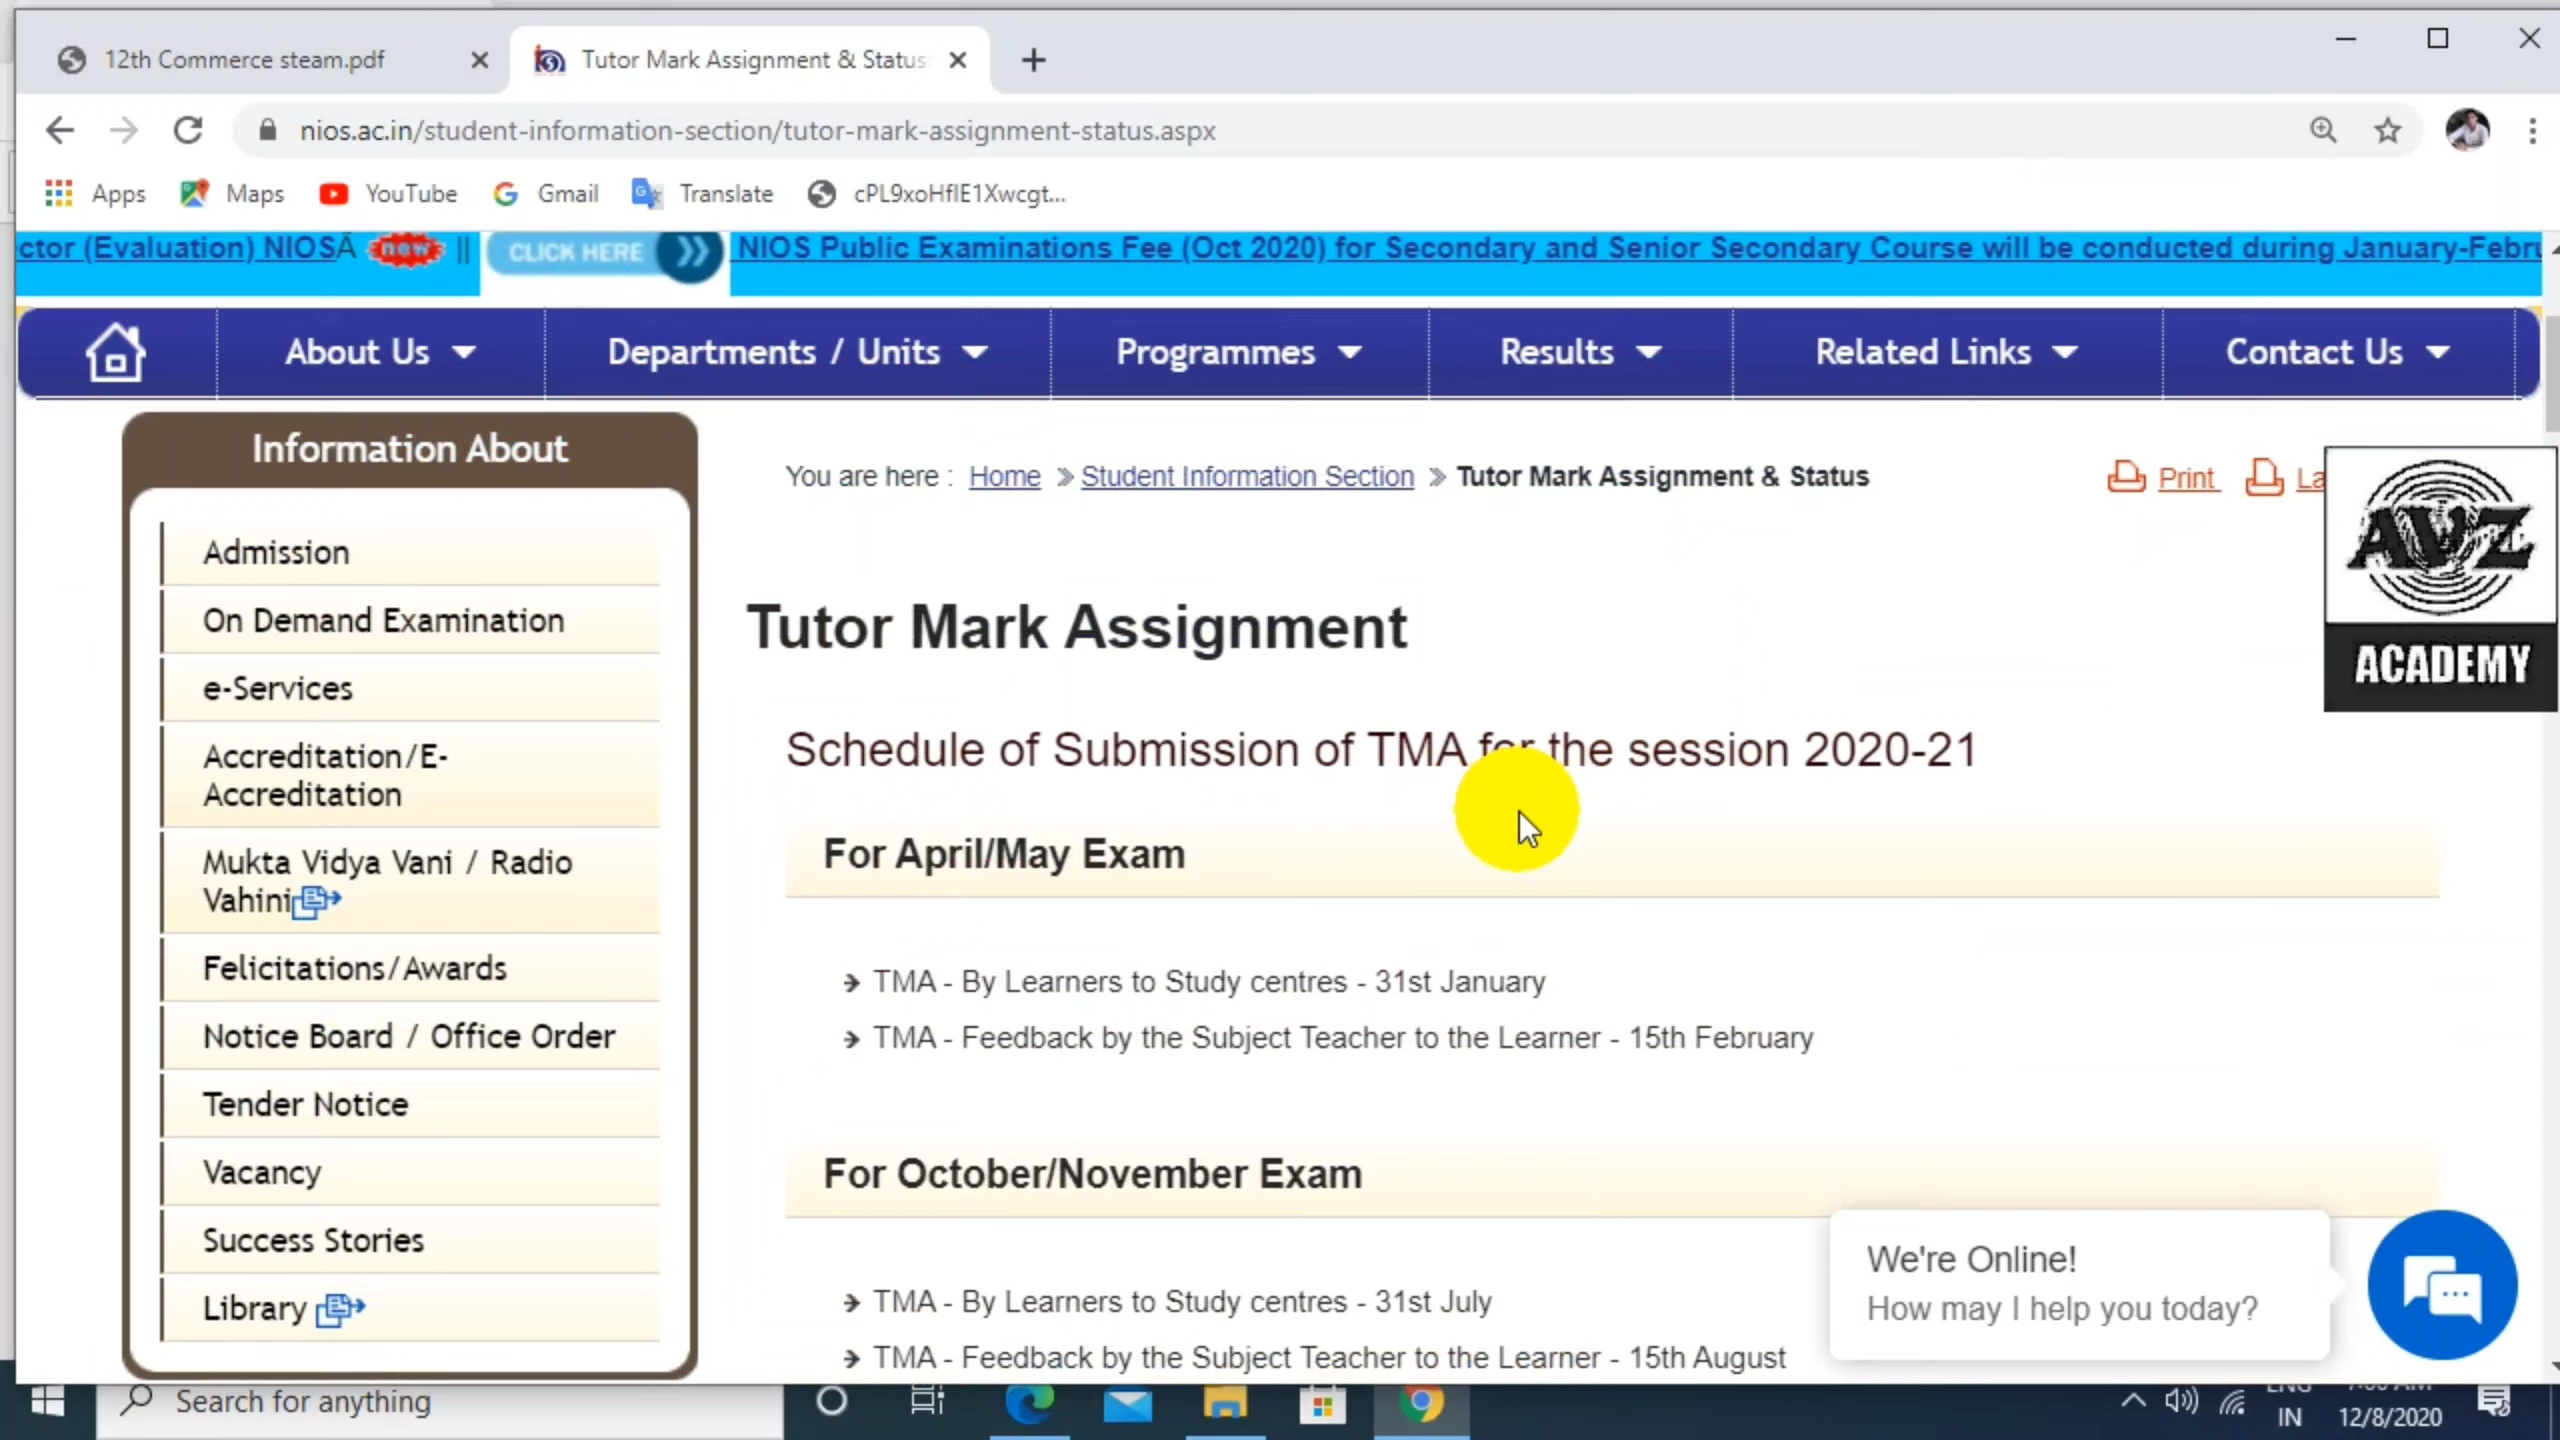 12th Commerce steam.pdf
Tutor Mark Assignment & Status
nios.ac.in/student-information-section/tutor-mark-assignment-status.aspx
Apps Maps YouTube Gmail Translate cPL9xoHflE1Xwcgt...
ctor (Evaluation) NIOSÂ new || CLICK HERE NIOS Public Examinations Fee (Oct 2020) for Secondary and Senior Secondary Course will be conducted during January-Febru
About Us Departments / Units Programmes Results Related Links Contact Us
Information About
Admission
On Demand Examination
e-Services
Accreditation/E-
Accreditation
Mukta Vidya Vani / Radio
Vahini
Felicitations/Awards
Notice Board / Office Order
Tender Notice
Vacancy
Success Stories
Library
You are here : Home Student Information Section Tutor Mark Assignment & Status
Print La
AVZ
ACADEMY
Tutor Mark Assignment
Schedule of Submission of TMA for the session 2020-21
For April/May Exam
TMA - By Learners to Study centres - 31st January
TMA - Feedback by the Subject Teacher to the Learner - 15th February
For October/November Exam
TMA - By Learners to Study centres - 31st July
TMA - Feedback by the Subject Teacher to the Learner - 15th August
We're Online!
How may I help you today?
Search for anything
ENG
IN
12/8/2020